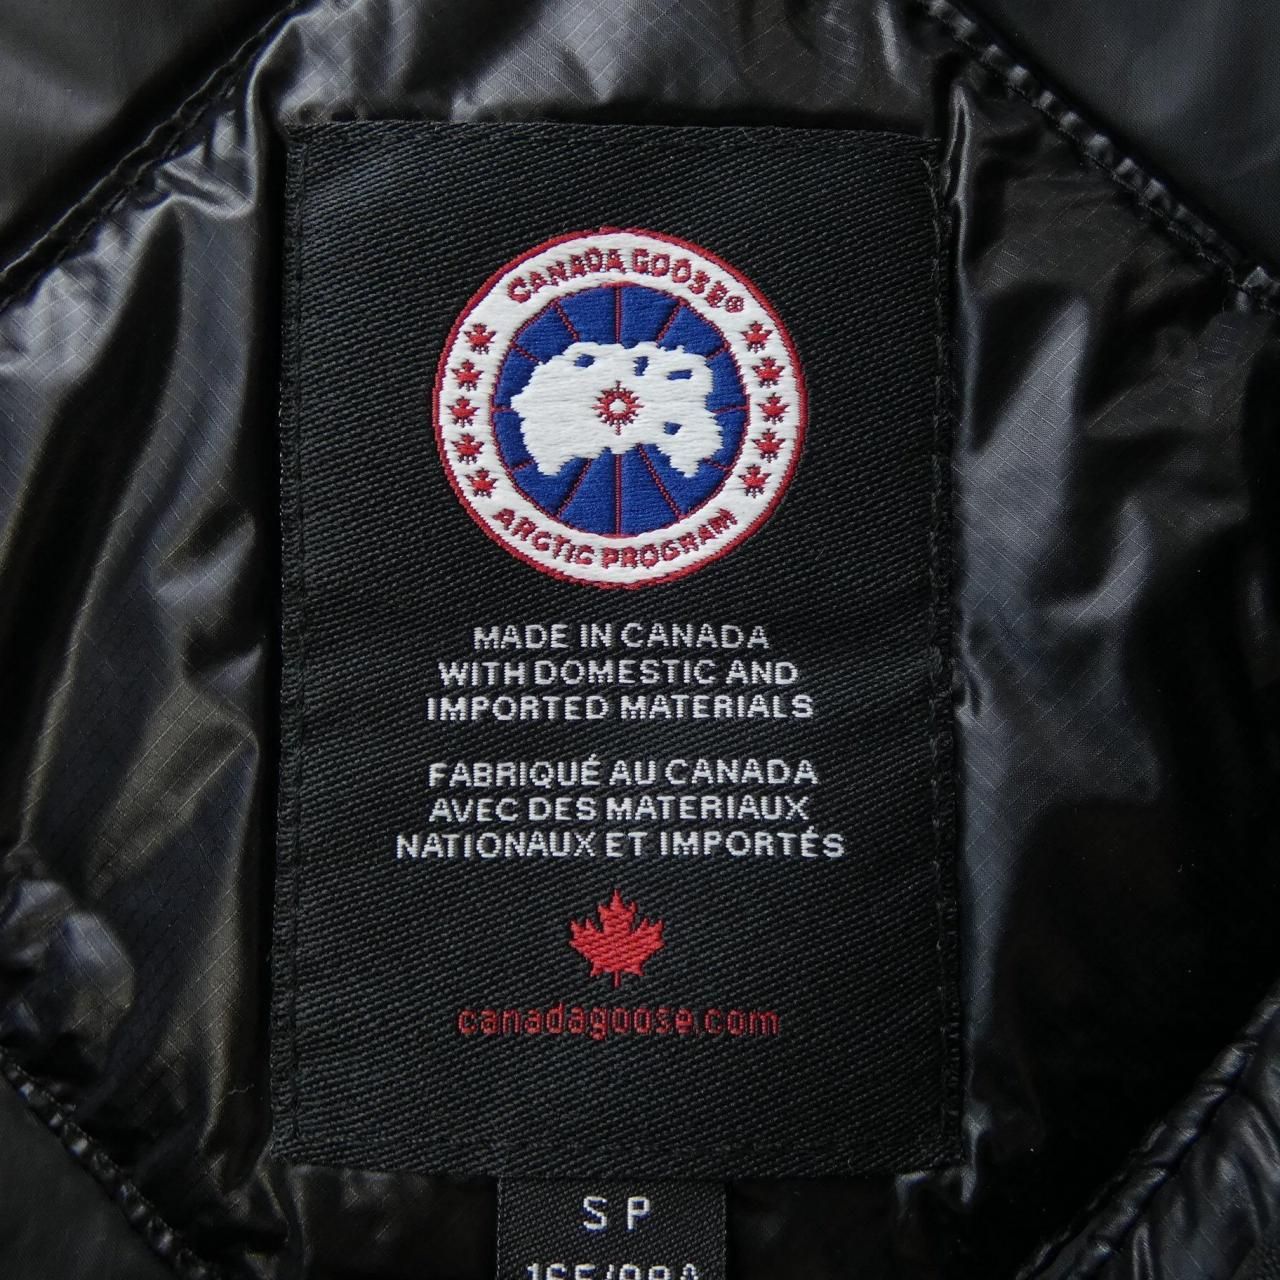 CANADA GOOSE®
ARCTIC PROGRAM
MADE IN CANADA
WITH DOMESTIC AND
IMPORTED MATERIALS
FABRIQUÉ AU CANADA
AVEC DES MATERIAUX
NATIONAUX ET IMPORTÉS
canadagoose.com
S P